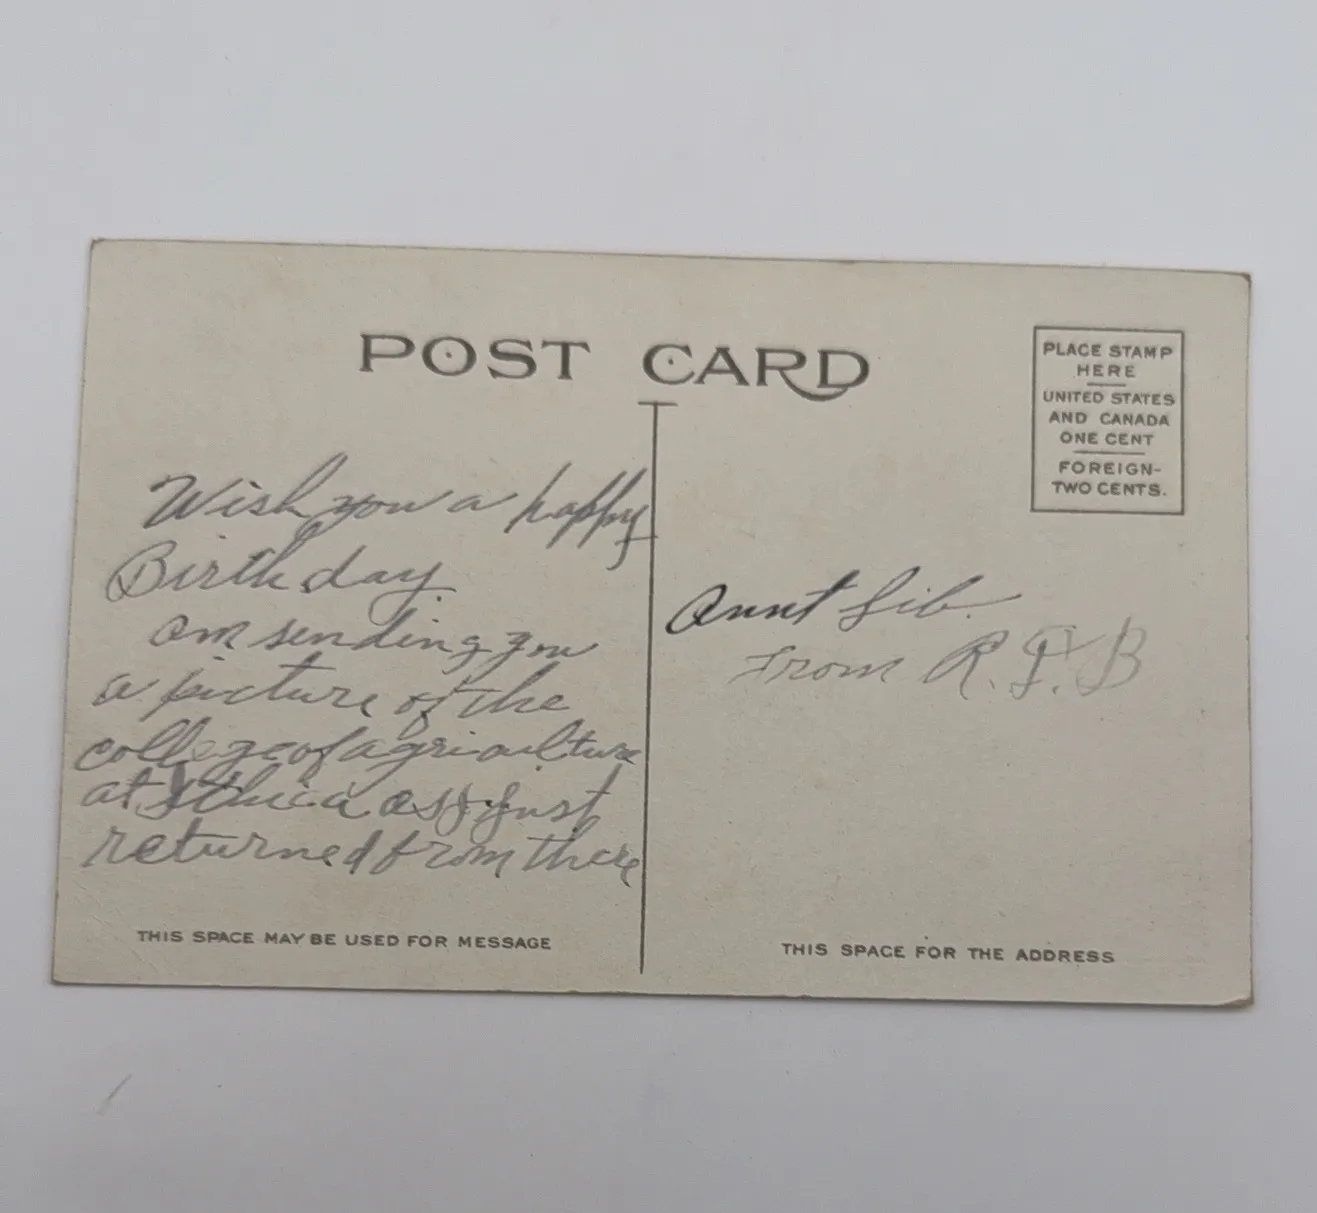 POST CARD
PLACE STAMP
HERE
UNITED STATES
AND CANADA
ONE CENT
FOREIGN-
TWO CENTS.
Wish you a happy
Birthday.
am sending you
a picture of the
college of agriculture
at Ithica as I just
returned from there
Aunt Lib.
From R.F.B
THIS SPACE MAY BE USED FOR MESSAGE
THIS SPACE FOR THE ADDRESS